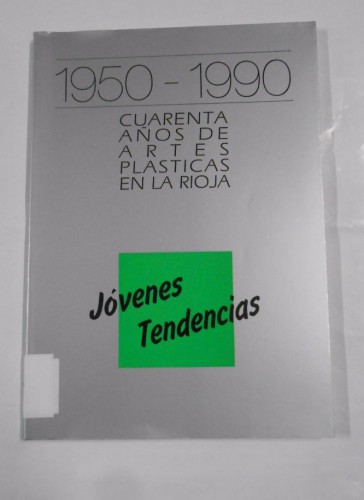 1950 - 1990
CUARENTA
AÑOS DE
ARTES
PLASTICAS
EN LA RIOJA
Jóvenes
Tendencias